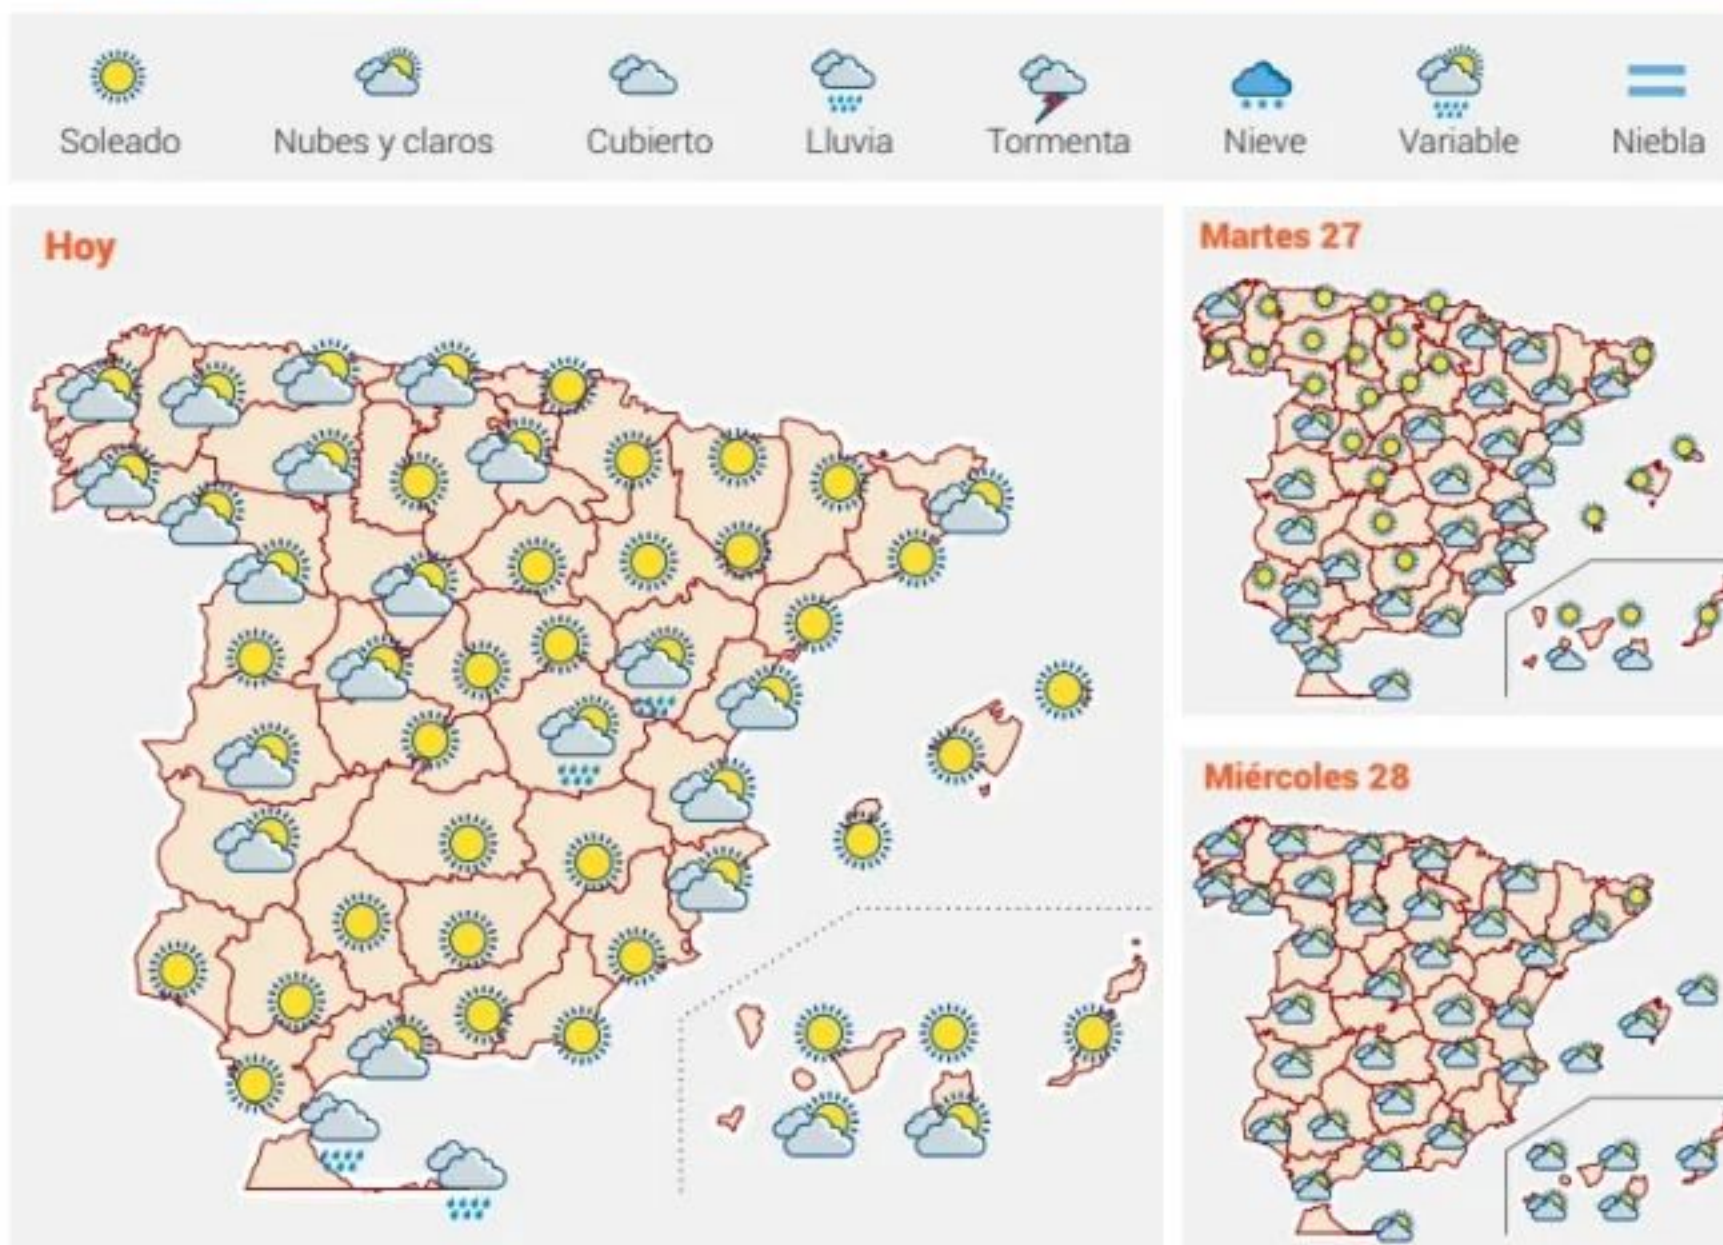 Soleado Nubes y claros Cubierto Lluvia Tormenta Nieve Variable Niebla
Hoy
Martes 27
Miércoles 28